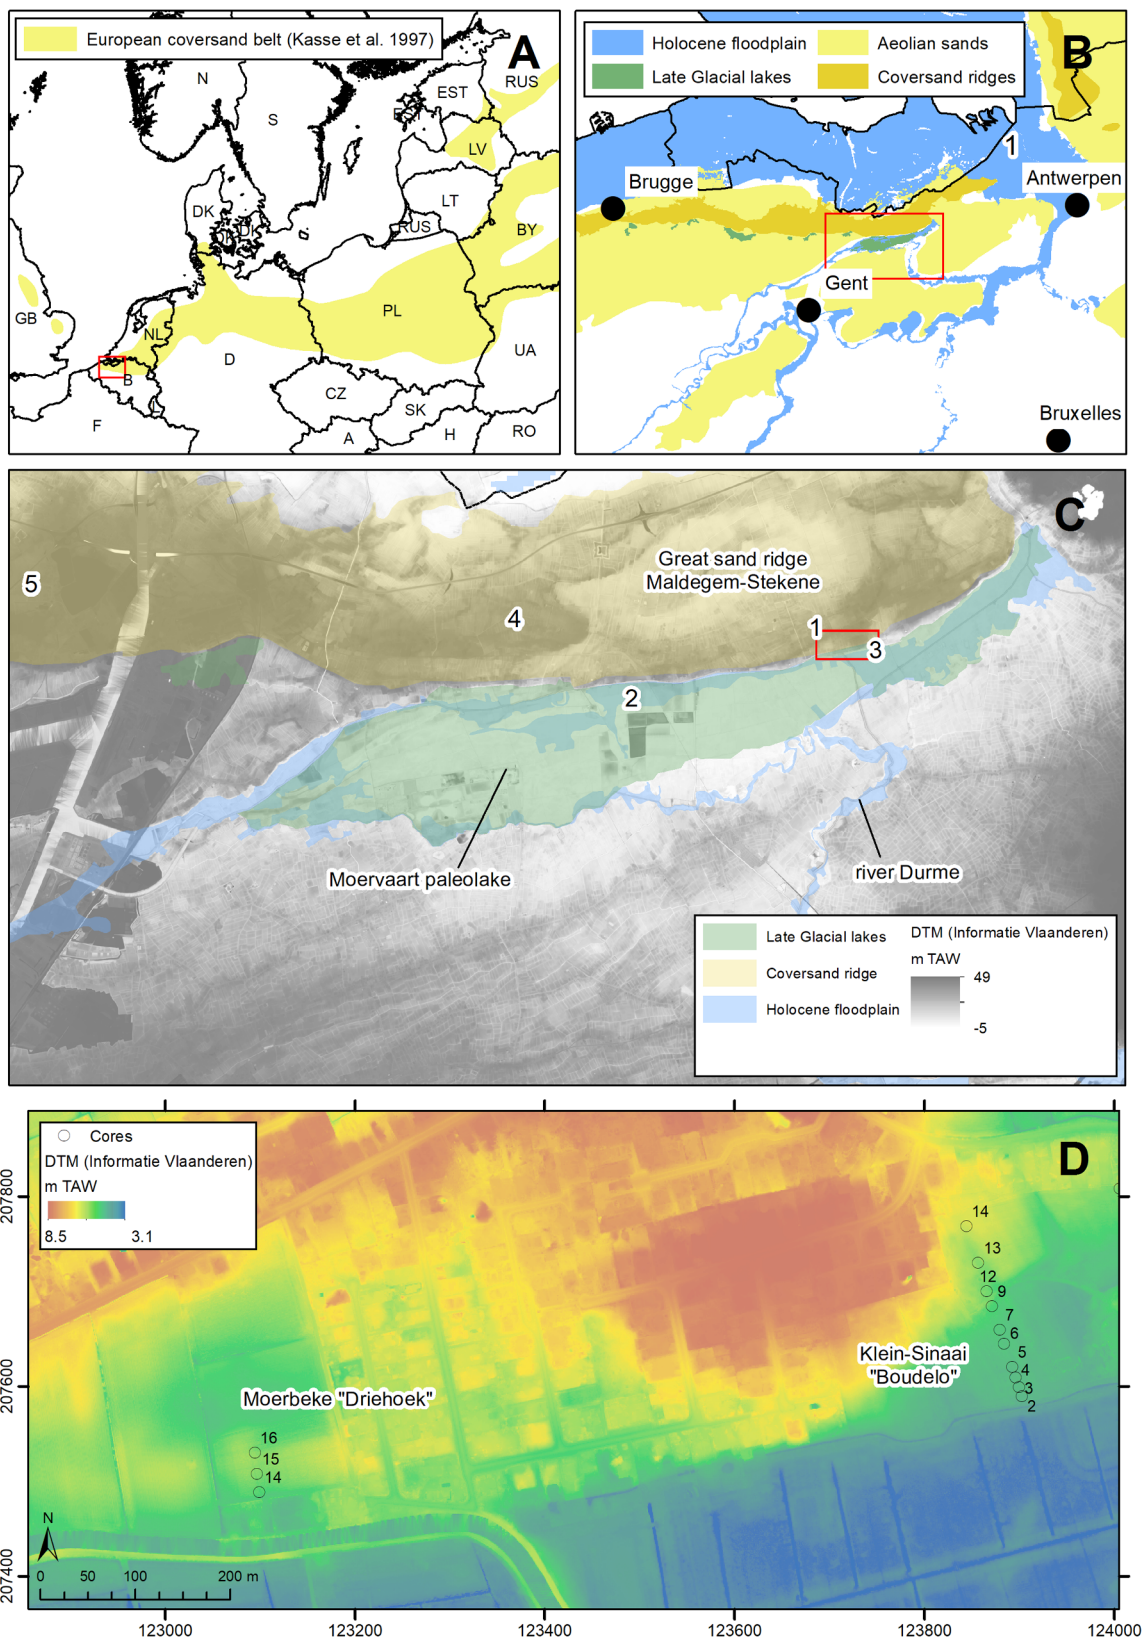 European coversand belt (Kasse et al. 1997)
A
N
S
EST
RUS
LV
LT
RUS
BY
DK
GB
NL
PL
D
B
UA
CZ
SK
F
L
A
H
RO
Holocene floodplain
Aeolian sands
Late Glacial lakes
Coversand ridges
B
1
Brugge
Antwerpen
Gent
Bruxelles
C
Great sand ridge
Maldegem-Stekene
5
4
1
3
2
Moervaart paleolake
river Durme
Late Glacial lakes
Coversand ridge
Holocene floodplain
DTM (Informatie Vlaanderen)
m TAW
49
-5
D
Cores
DTM (Informatie Vlaanderen)
m TAW
8.5
3.1
14
13
12
9
7
6
5
4
3
2
Klein-Sinaai
"Boudelo"
Moerbeke "Driehoek"
16
15
14
N
0
50
100
200 m
207800
207600
207400
123000
123200
123400
123600
123800
124000